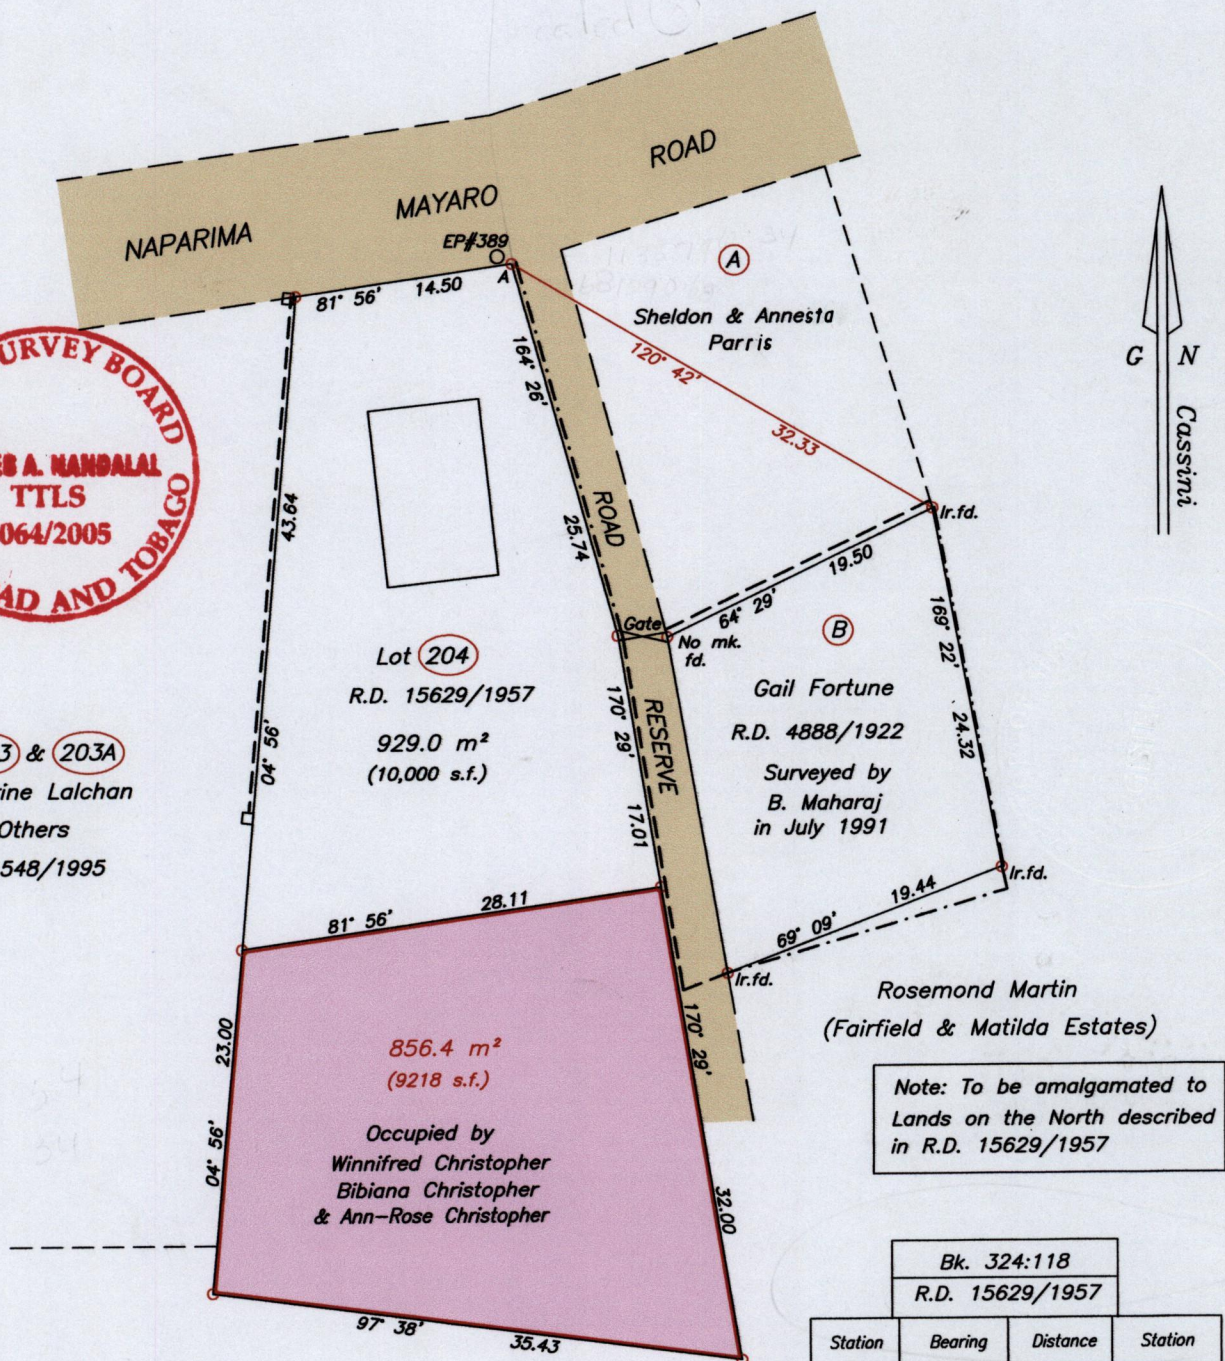 ROAD
MAYARO
NAPARIMA
EP#389
A
81° 56' 14.50
A
Sheldon & Annesta
Parris
120° 42'
32.33
164° 26'
25.74
G N
Cassini
SURVEY BOARD
A. NANDALAL
TTLS
064/2005
AND TOBAGO
43.64
04° 56'
ROAD
RESERVE
Ir.fd.
19.50
64° 29'
Gate
No mk.
fd.
169° 22'
24.32
B
Gail Fortune
R.D. 4888/1922
Surveyed by
B. Maharaj
in July 1991
Lot 204
R.D. 15629/1957
929.0 m²
(10,000 s.f.)
170° 29'
17.01
& 203A
Lalchan
Others
548/1995
Ir.fd.
19.44
69° 09'
Ir.fd.
81° 56' 28.11
Rosemond Martin
(Fairfield & Matilda Estates)
23.00
04° 56'
856.4 m²
(9218 s.f.)
Occupied by
Winnifred Christopher
Bibiana Christopher
& Ann-Rose Christopher
170° 29'
32.00
Note: To be amalgamated to
Lands on the North described
in R.D. 15629/1957
97° 38' 35.43
Bk. 324:118
R.D. 15629/1957
Station Bearing Distance Station